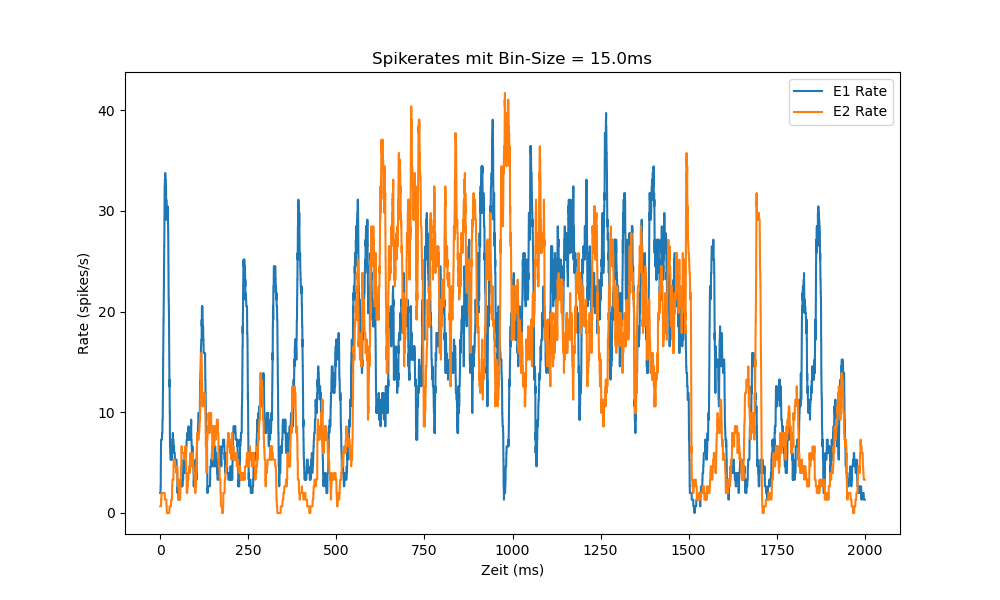 Spikerates mit Bin-Size = 15.0ms
E1 Rate
E2 Rate
40
30
20
10
0
Rate (spikes/s)
0 250 500 750 1000 1250 1500 1750 2000
Zeit (ms)